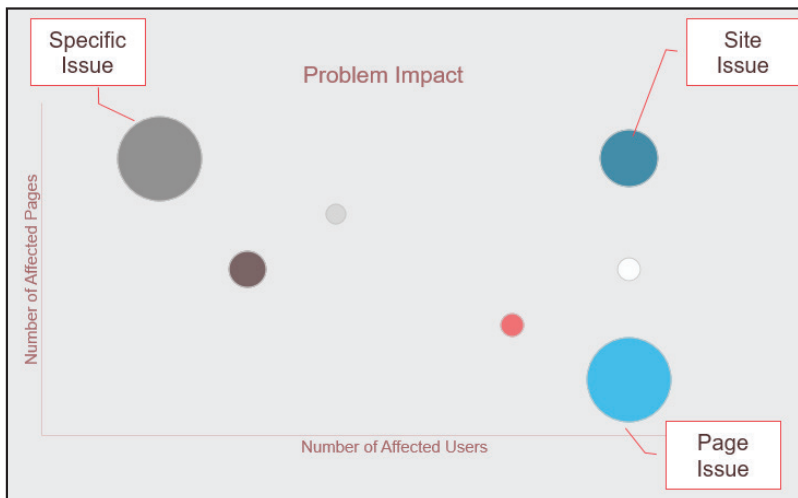 Specific
Issue
Site
Issue
Problem Impact
Number of Affected Pages
Number of Affected Users
Page
Issue